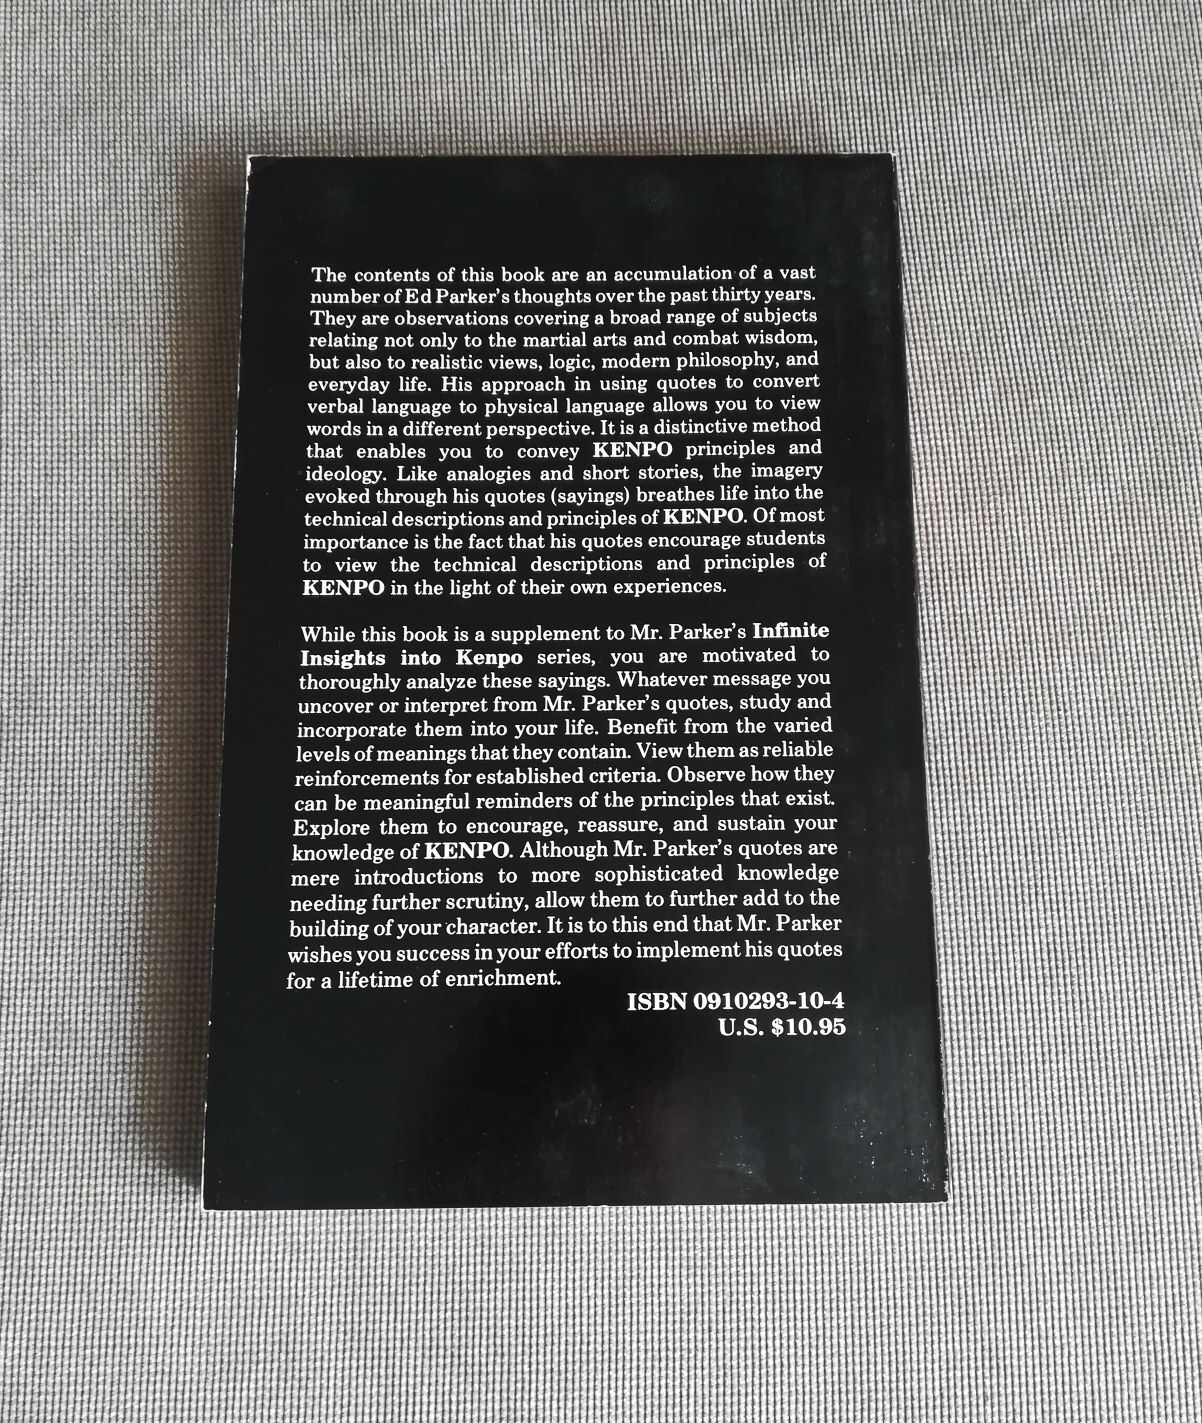 The contents of this book are an accumulation of a vast
number of Ed Parker's thoughts over the past thirty years.
They are observations covering a broad range of subjects
relating not only to the martial arts and combat wisdom,
but also to realistic views, logic, modern philosophy, and
everyday life. His approach in using quotes to convert
verbal language to physical language allows you to view
words in a different perspective. It is a distinctive method
that enables you to convey KENPO principles and
ideology. Like analogies and short stories, the imagery
evoked through his quotes (sayings) breathes life into the
technical descriptions and principles of KENPO. Of most
importance is the fact that his quotes encourage students
to view the technical descriptions and principles of
KENPO in the light of their own experiences.
While this book is a supplement to Mr. Parker's Infinite
Insights into Kenpo series, you are motivated to
thoroughly analyze these sayings. Whatever message you
uncover or interpret from Mr. Parker's quotes, study and
incorporate them into your life. Benefit from the varied
levels of meanings that they contain. View them as reliable
reinforcements for established criteria. Observe how they
can be meaningful reminders of the principles that exist.
Explore them to encourage, reassure, and sustain your
knowledge of KENPO. Although Mr. Parker's quotes are
mere introductions to more sophisticated knowledge
needing further scrutiny, allow them to further add to the
building of your character. It is to this end that Mr. Parker
wishes you success in your efforts to implement his quotes
for a lifetime of enrichment.
ISBN 0910293-10-4
U.S. $10.95